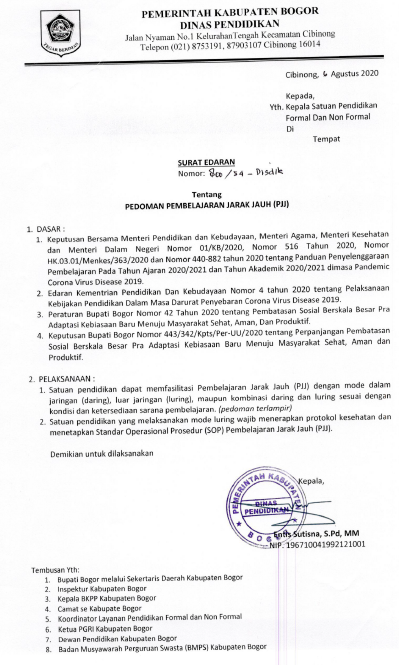 PEMERINTAH KABUPATEN BOGOR
DINAS PENDIDIKAN
Jalan Nyaman No.1 KelurahanTengah Kecamatan Cibinong
Telepon (021) 8753191, 87903107 Cibinong 16014
TEGAR BERIMAN
Cibinong, 6 Agustus 2020
Kepada,
Yth. Kepala Satuan Pendidikan
Formal Dan Non Formal
Di
Tempat
SURAT EDARAN
Nomor: 800/54 - Disdik
Tentang
PEDOMAN PEMBELAJARAN JARAK JAUH (PJJ)
1. DASAR :
1. Keputusan Bersama Menteri Pendidikan dan Kebudayaan, Menteri Agama, Menteri Kesehatan
dan Menteri Dalam Negeri Nomor 01/KB/2020, Nomor 516 Tahun 2020, Nomor
HK.03.01/Menkes/363/2020 dan Nomor 440-882 tahun 2020 tentang Panduan Penyelenggaraan
Pembelajaran Pada Tahun Ajaran 2020/2021 dan Tahun Akademik 2020/2021 dimasa Pandemic
Corona Virus Disease 2019.
2. Edaran Kementrian Pendidikan Dan Kebudayaan Nomor 4 tahun 2020 tentang Pelaksanaan
Kebijakan Pendidikan Dalam Masa Darurat Penyebaran Corona Virus Disease 2019.
3. Peraturan Bupati Bogor Nomor 42 Tahun 2020 tentang Pembatasan Sosial Berskala Besar Pra
Adaptasi Kebiasaan Baru Menuju Masyarakat Sehat, Aman, Dan Produktif.
4. Keputusan Bupati Bogor Nomor 443/342/Kpts/Per-UU/2020 tentang Perpanjangan Pembatasan
Sosial Berskala Besar Pra Adaptasi Kebiasaan Baru Menuju Masyarakat Sehat, Aman dan
Produktif.
2. PELAKSANAAN :
1. Satuan pendidikan dapat memfasilitasi Pembelajaran Jarak Jauh (PJJ) dengan mode dalam
jaringan (daring), luar jaringan (luring), maupun kombinasi daring dan luring sesuai dengan
kondisi dan ketersediaan sarana pembelajaran. (pedoman terlampir)
2. Satuan pendidikan yang melaksanakan mode luring wajib menerapkan protokol kesehatan dan
menetapkan Standar Operasional Prosedur (SOP) Pembelajaran Jarak Jauh (PJJ).
Demikian untuk dilaksanakan
Kepala,
PEMERINTAH KABUPATEN
DINAS
PENDIDIKAN
BOGOR
Entis Sutisna, S.Pd, MM
NIP. 196710041992121001
Tembusan Yth:
1. Bupati Bogor melalui Sekertaris Daerah Kabupaten Bogor
2. Inspektur Kabupaten Bogor
3. Kepala BKPP Kabupaten Bogor
4. Camat se Kabupate Bogor
5. Koordinator Layanan Pendidikan Formal dan Non Formal
6. Ketua PGRI Kabupaten Bogor
7. Dewan Pendidikan Kabupaten Bogor
8. Badan Musyawarah Perguruan Swasta (BMPS) Kabupaten Bogor